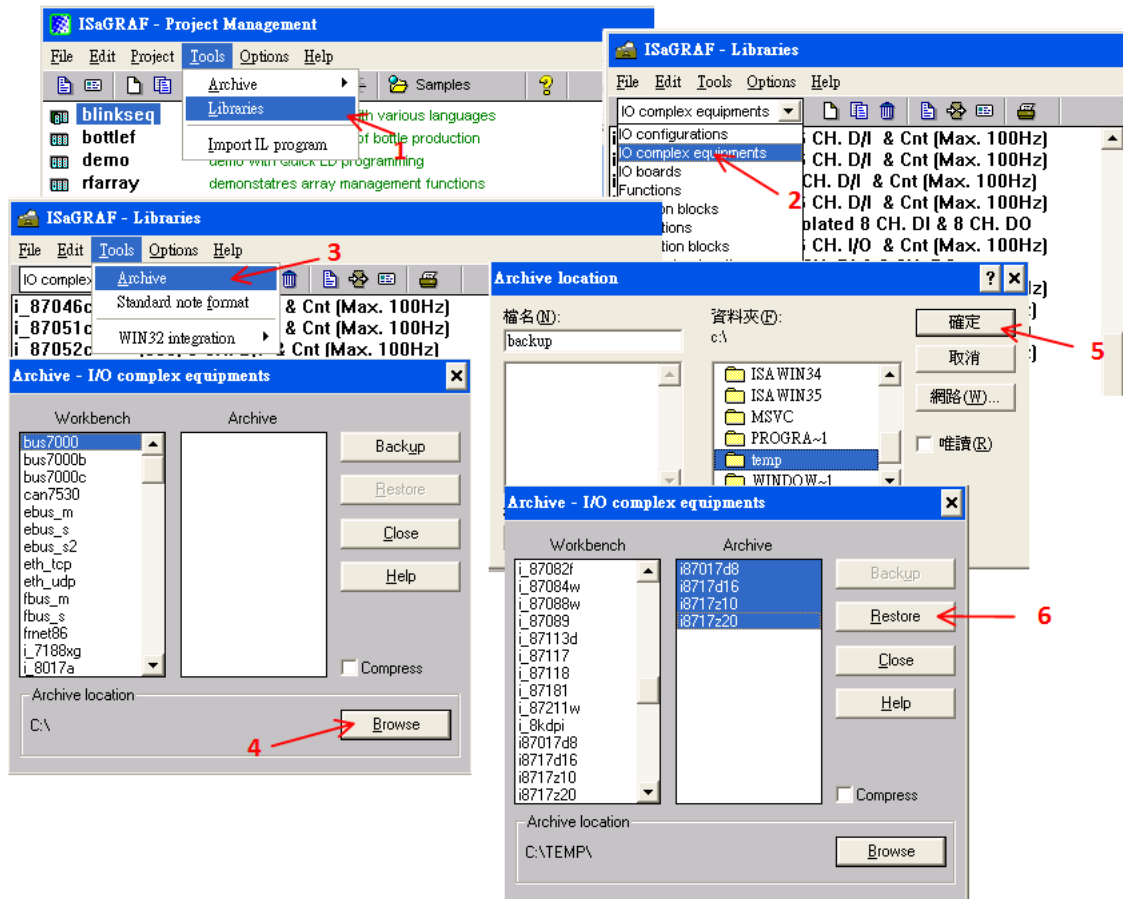 ISaGRAF - Project Management
File Edit Project Tools Options Help
Samples
Archive
Libraries
Import IL program
1
blinkseq
th various languages
bottlef
of bottle production
demo
demo with Quick LD programming
rfarray
demonstatres array management functions
ISaGRAF - Libraries
File Edit Tools Options Help
IO complex equipments
IO configurations
IO complex equipments
IO boards
Functions
2
CH. D/I & Cnt (Max. 100Hz)
CH. D/I & Cnt (Max. 100Hz)
CH. D/I & Cnt (Max. 100Hz)
CH. D/I & Cnt (Max. 100Hz)
CH. D/I & Cnt (Max. 100Hz)
olated 8 CH. DI & 8 CH. DO
CH. I/O & Cnt (Max. 100Hz)
ISaGRAF - Libraries
File Edit Tools Options Help
3
IO complex
Archive
Standard note format
WIN32 integration
i_87046c
& Cnt (Max. 100Hz)
i_87051c
& Cnt (Max. 100Hz)
i_87052c
& Cnt (Max. 100Hz)
Archive - I/O complex equipments
Workbench
Archive
bus7000
bus7000b
bus7000c
can7530
ebus_m
ebus_s
ebus_s2
eth_tcp
eth_udp
fbus_m
fbus_s
frnet86
i_7188xg
i_8017a
Backup
Restore
Close
Help
Compress
Archive location
C:\
4
Browse
Archive location
檔名(N):
backup
資料夾(F):
c:\
ISAWIN34
ISAWIN35
MSVC
PROGRA~1
temp
WINDOW~1
確定
5
取消
網路(W)...
唯讀(R)
Archive - I/O complex equipments
Workbench
Archive
i_87082f
i_87084w
i_87088w
i_87089
i_87113d
i_87117
i_87118
i_87181
i_87211w
i_8kdpi
i87017d8
i8717d16
i8717z10
i8717z20
i87017d8
i8717d16
i8717z10
i8717z20
Backup
Restore
6
Close
Help
Compress
Archive location
C:\TEMP\
Browse